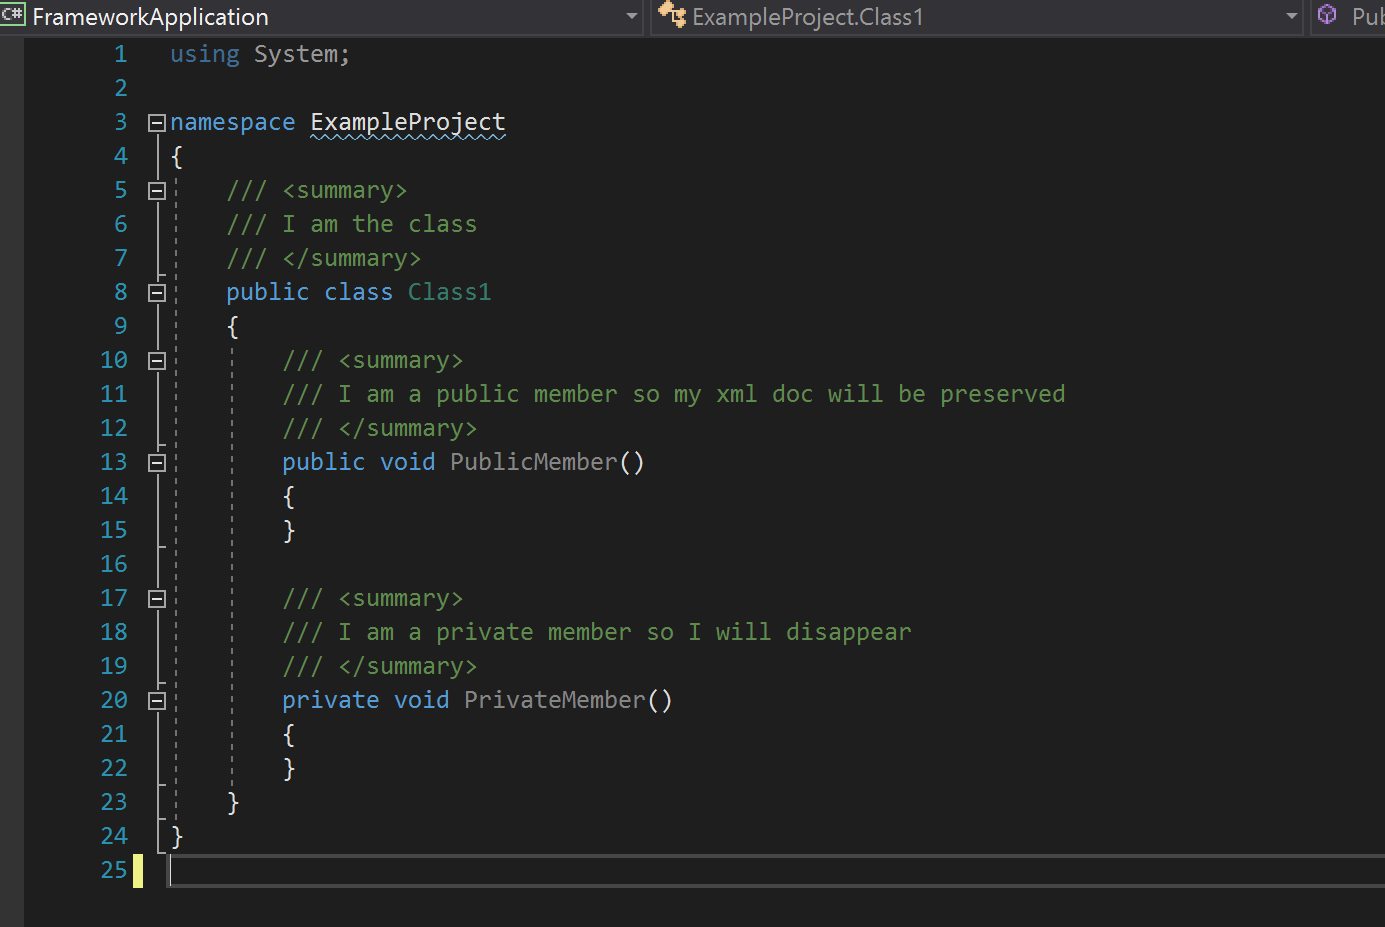 C# FrameworkApplication ExampleProject.Class1 Pub
1 using System;
2
3 namespace ExampleProject
4 {
5 /// <summary>
6 /// I am the class
7 /// </summary>
8 public class Class1
9 {
10 /// <summary>
11 /// I am a public member so my xml doc will be preserved
12 /// </summary>
13 public void PublicMember()
14 {
15 }
16
17 /// <summary>
18 /// I am a private member so I will disappear
19 /// </summary>
20 private void PrivateMember()
21 {
22 }
23 }
24 }
25